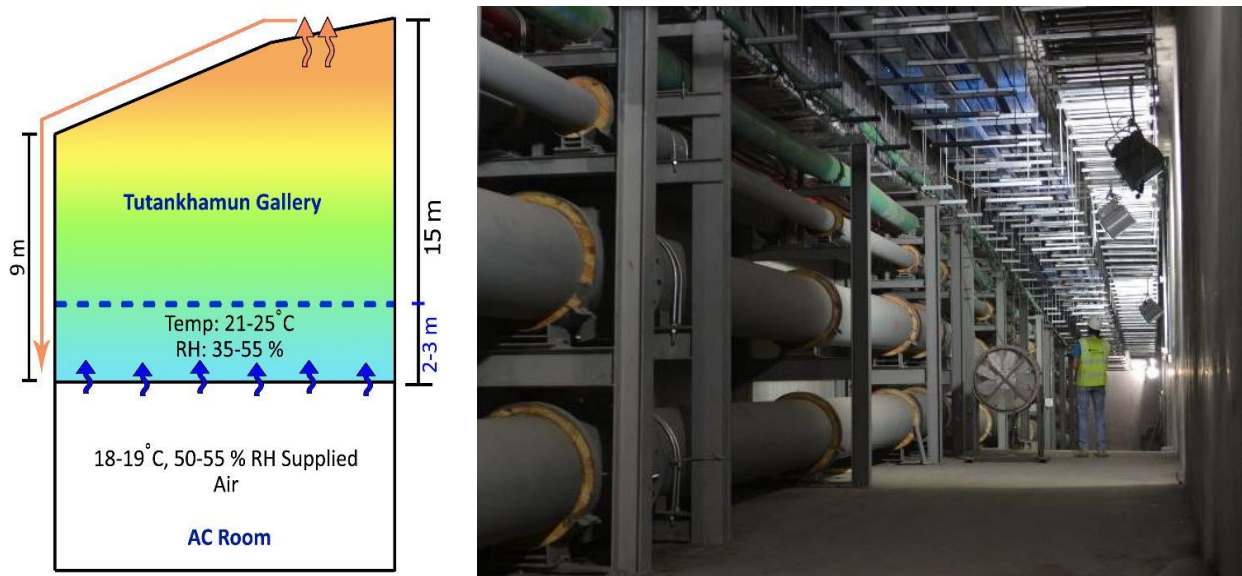 Tutankhamun Gallery
9 m
15 m
Temp: 21-25°C
RH: 35-55 %
2-3 m
18-19°C, 50-55 % RH Supplied
Air
AC Room